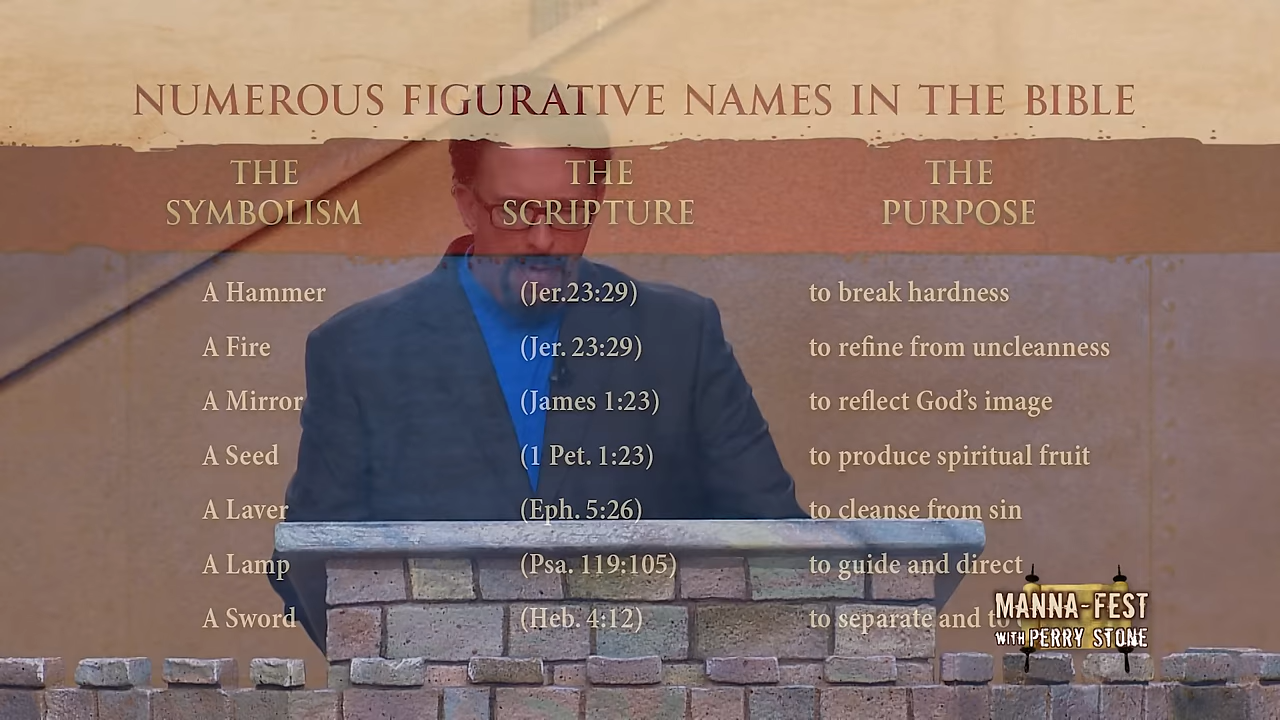 NUMEROUS FIGURATIVE NAMES IN THE BIBLE
THE SYMBOLISM THE SCRIPTURE THE PURPOSE
A Hammer (Jer.23:29) to break hardness
A Fire (Jer. 23:29) to refine from uncleanness
A Mirror (James 1:23) to reflect God's image
A Seed (1 Pet. 1:23) to produce spiritual fruit
A Laver (Eph. 5:26) to cleanse from sin
A Lamp (Psa. 119:105) to guide and direct
A Sword (Heb. 4:12) to separate and
MANNA-FEST
WITH PERRY STONE